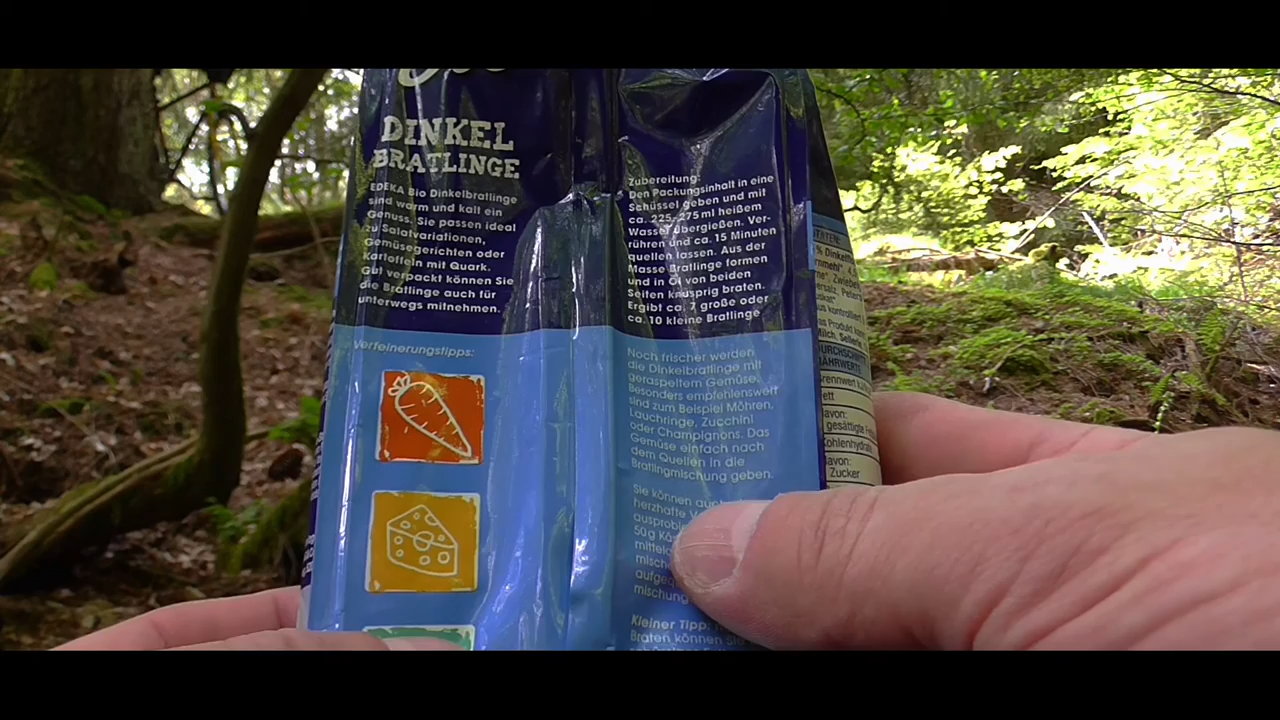 DINKEL
BRATLINGE
EDEKA Bio Dinkelbratlinge
sind warm und kalt ein
Genuss. Sie passen ideal
zu Salatvariationen,
Gemüsegerichten oder
Kartoffeln mit Quark.
Gut verpackt können Sie
die Bratlinge auch für
unterwegs mitnehmen.
Zubereitung:
Den Packungsinhalt in eine
Schüssel geben und mit
ca. 225-275 ml heißem
Wasser übergießen. Ver-
rühren und ca. 15 Minuten
quellen lassen. Aus der
Masse Bratlinge formen
und in Öl von beiden
Seiten knusprig braten.
Ergibt ca. 7 große oder
ca. 10 kleine Bratlinge
Verfeinerungstipps:
Noch frischer werden
die Dinkelbratlinge mit
geraspeltem Gemüse.
Besonders empfehlenswert
sind zum Beispiel Möhren,
Lauchringe, Zucchini
oder Champignons. Das
Gemüse einfach nach
dem Quellen in die
Bratlingmischung geben.
Sie können auch
herzhafte
50g
mischung
Kleiner Tipp:
Braten können Sie
Kohlenhydrat
davon:
Zucker